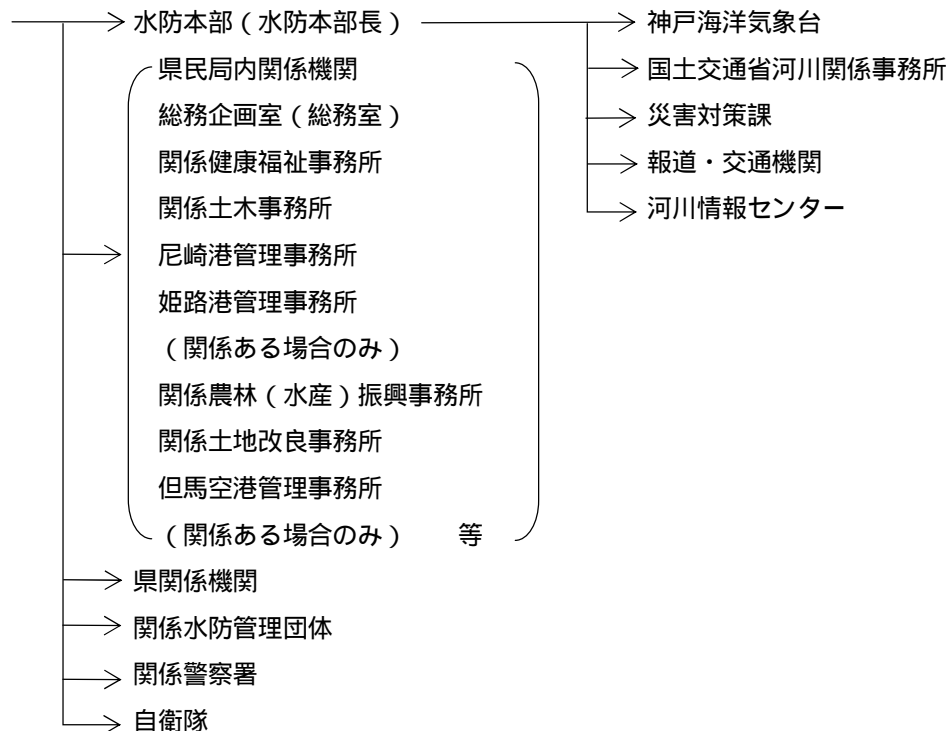 水防本部(水防本部長)
神戸海洋気象台
県民局内関係機関
国土交通省河川関係事務所
総務企画室(総務室)
災害対策課
関係健康福祉事務所
報道・交通機関
関係土木事務所
河川情報センター
尼崎港管理事務所
姫路港管理事務所
(関係ある場合のみ)
関係農林(水産)振興事務所
関係土地改良事務所
但馬空港管理事務所
(関係ある場合のみ) 等
県関係機関
関係水防管理団体
関係警察署
自衛隊